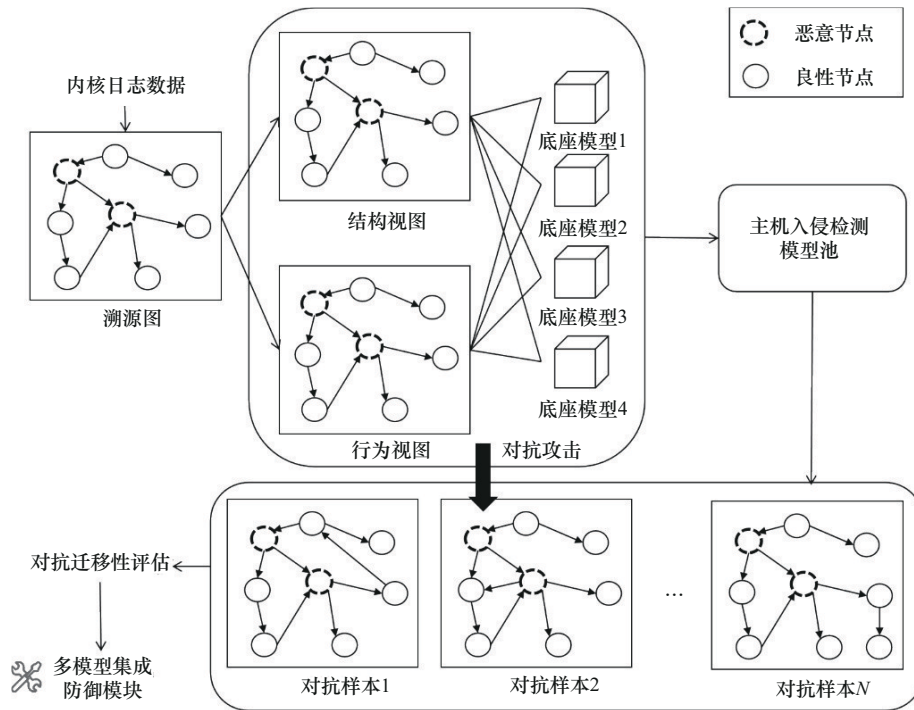 恶意节点
良性节点
内核日志数据
溯源图
结构视图
行为视图
底座模型1
底座模型2
底座模型3
底座模型4
主机入侵检测
模型池
对抗攻击
对抗样本1
对抗样本2
…
对抗样本N
对抗迁移性评估
多模型集成
防御模块